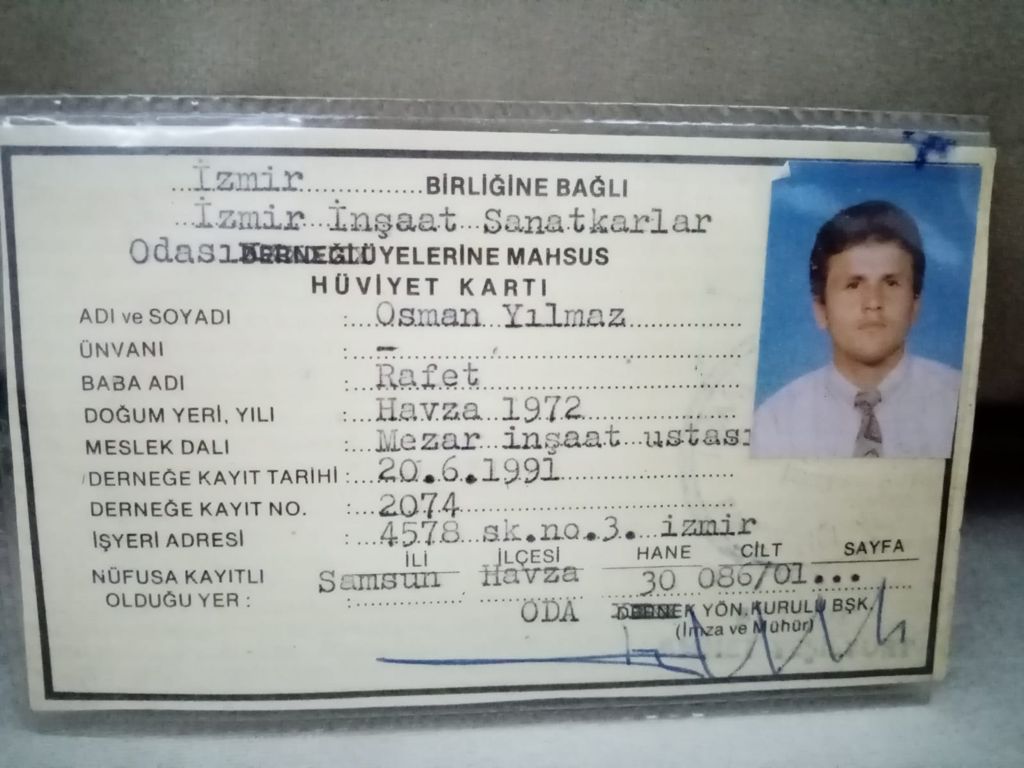 İzmir BİRLİĞİNE BAĞLI
İzmir İnşaat Sanatkarlar
Odası DERNEĞİ ÜYELERİNE MAHSUS
HÜVİYET KARTI
ADI ve SOYADI : Osman Yılmaz
ÜNVANI : -
BABA ADI : Rafet
DOĞUM YERİ, YILI : Havza 1972
MESLEK DALI : Mezar inşaat ustası
DERNEĞE KAYIT TARİHİ : 20.6.1991
DERNEĞE KAYIT NO. : 2074
İŞYERİ ADRESİ : 4578 sk.no.3. izmir
İLİ İLÇESİ HANE CİLT SAYFA
NÜFUSA KAYITLI Samsun Havza 30 086/01...
OLDUĞU YER :
ODA DERNEK YÖN. KURULU BŞK.
(İmza ve Mühür)